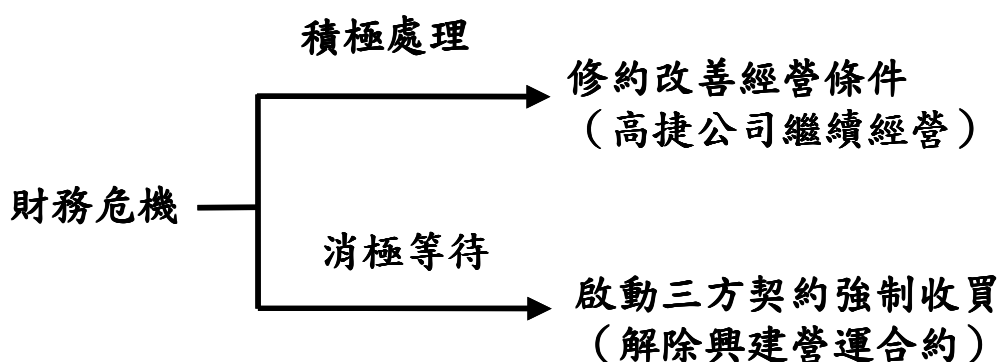 積極處理
修約改善經營條件
（高捷公司繼續經營）
財務危機
消極等待
啟動三方契約強制收買
（解除興建營運合約）